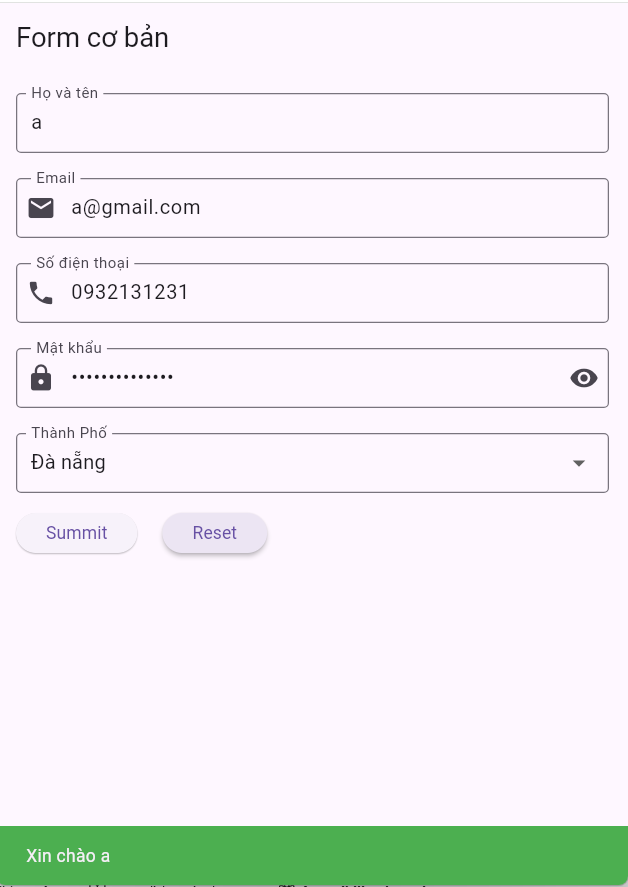 Form cơ bản
Họ và tên
a
Email
a@gmail.com
Số điện thoại
0932131231
Mật khẩu
••••••••••••••
Thành Phố
Đà nẵng
Summit Reset
Xin chào a